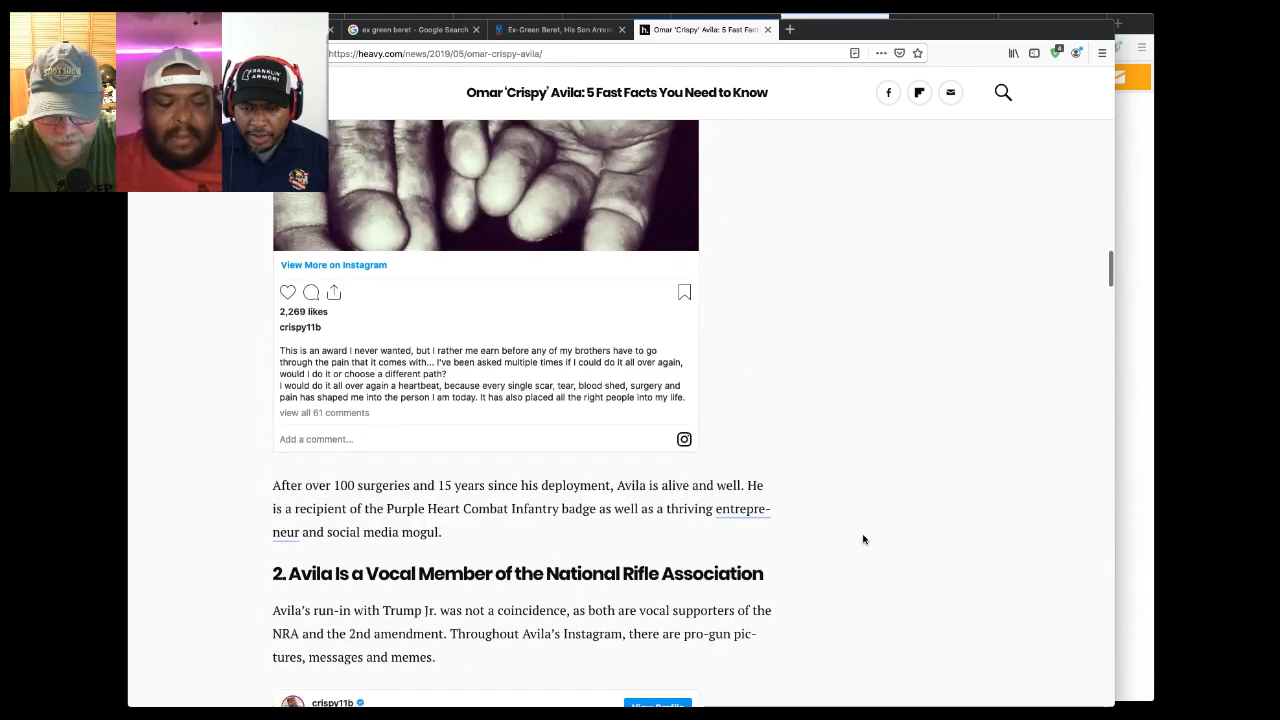 ex green beret - Google Search
Ex-Green Beret, His Son Arrest
Omar 'Crispy' Avila: 5 Fast Fact
https://heavy.com/news/2019/05/omar-crispy-avila/
Omar ‘Crispy’ Avila: 5 Fast Facts You Need to Know
FRANKLIN
ARMORY
View More on Instagram
2,269 likes
crispy11b
This is an award I never wanted, but I rather me earn before any of my brothers have to go
through the pain that it comes with... I've been asked multiple times if I could do it all over again,
would I do it or choose a different path?
I would do it all over again a heartbeat, because every single scar, tear, blood shed, surgery and
pain has shaped me into the person I am today. It has also placed all the right people into my life.
view all 61 comments
Add a comment...
After over 100 surgeries and 15 years since his deployment, Avila is alive and well. He
is a recipient of the Purple Heart Combat Infantry badge as well as a thriving entrepre-
neur and social media mogul.
2. Avila Is a Vocal Member of the National Rifle Association
Avila’s run-in with Trump Jr. was not a coincidence, as both are vocal supporters of the
NRA and the 2nd amendment. Throughout Avila’s Instagram, there are pro-gun pic-
tures, messages and memes.
crispy11b
View Profile